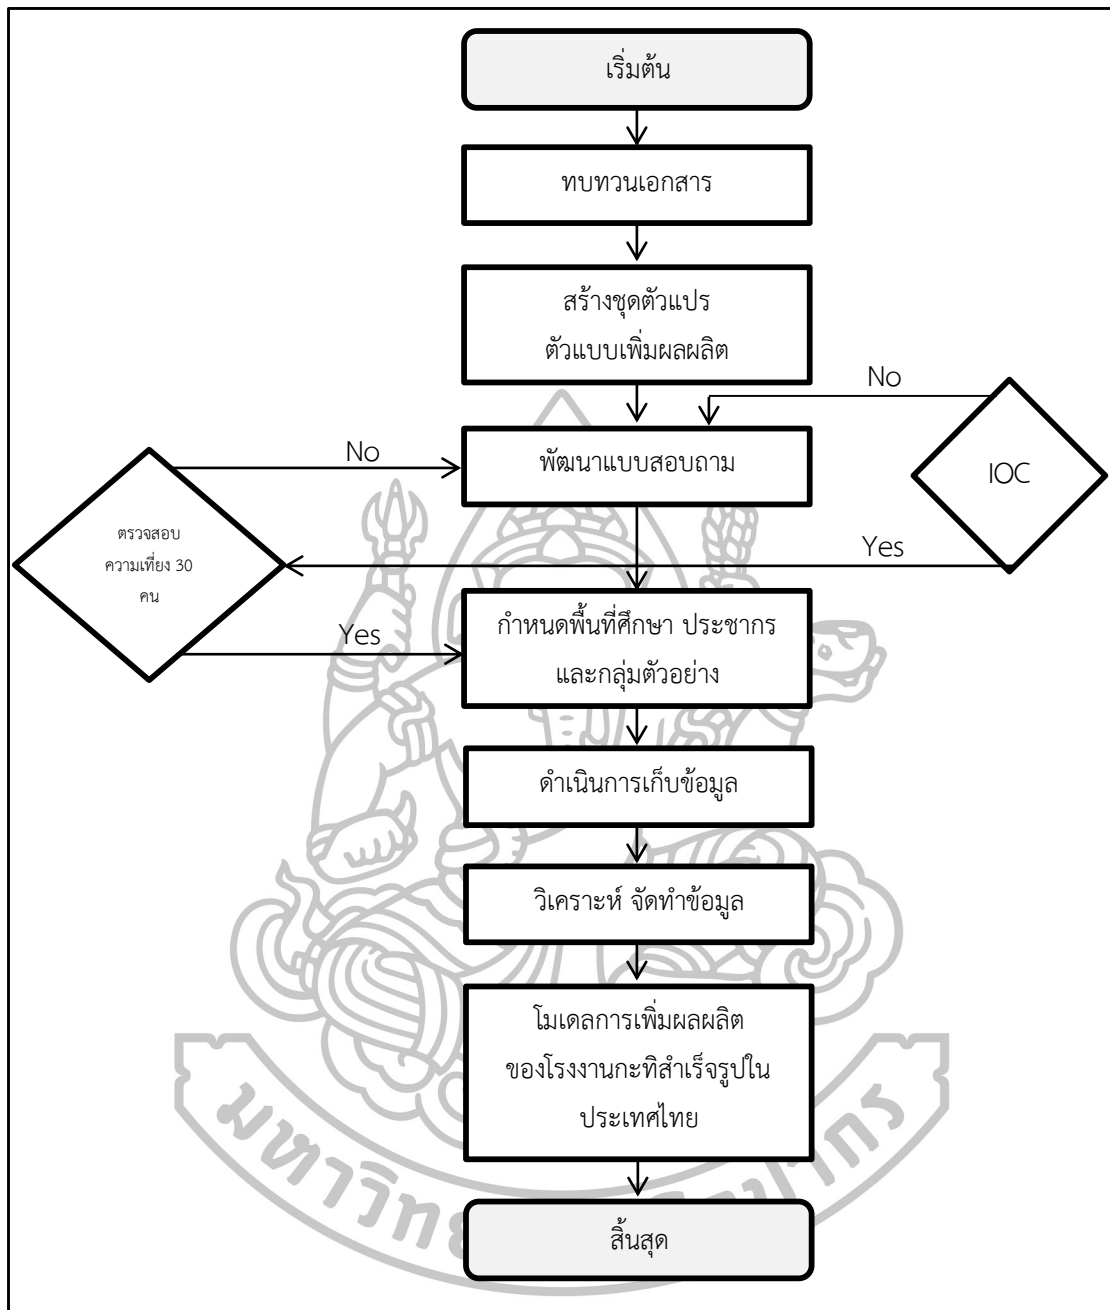 เริ่มต้น
ทบทวนเอกสาร
สร้างชุดตัวแปร
ตัวแบบเพิ่มผลผลิต
No
พัฒนาแบบสอบถาม
IOC
No
ตรวจสอบ
ความเที่ยง 30
คน
Yes
กำหนดพื้นที่ศึกษา ประชากร
และกลุ่มตัวอย่าง
Yes
ดำเนินการเก็บข้อมูล
วิเคราะห์ จัดทำข้อมูล
โมเดลการเพิ่มผลผลิต
ของโรงงานกะทิสำเร็จรูปใน
ประเทศไทย
สิ้นสุด